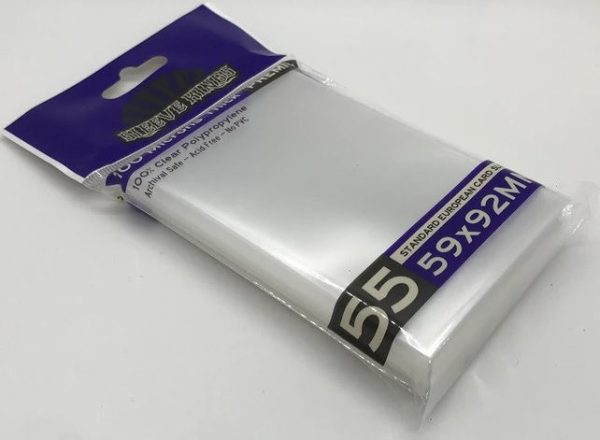 SLEEVE KINGS
100 Microns Thick
100% Clear Polypropylene
Archival Safe – Acid Free – No PVC
55
STANDARD EUROPEAN CARD
59x92MM